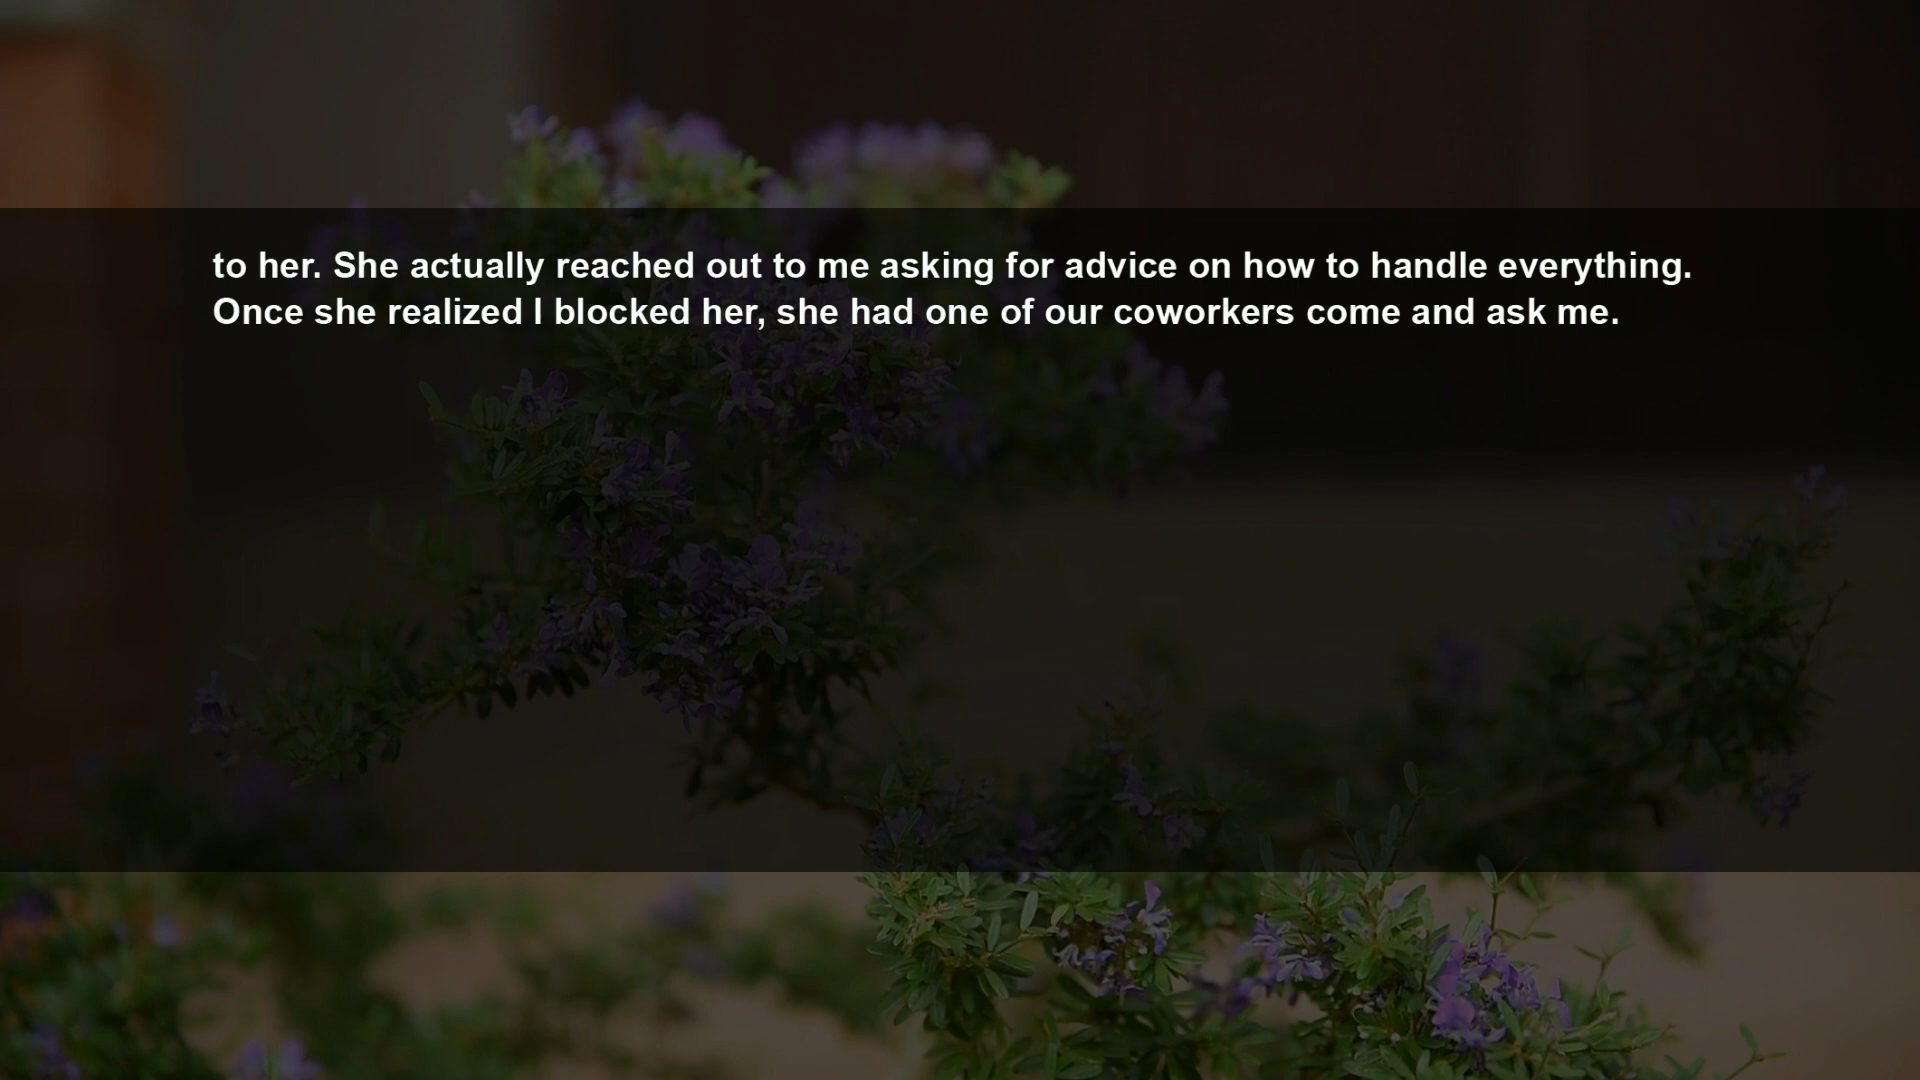 to her. She actually reached out to me asking for advice on how to handle everything.
Once she realized I blocked her, she had one of our coworkers come and ask me.